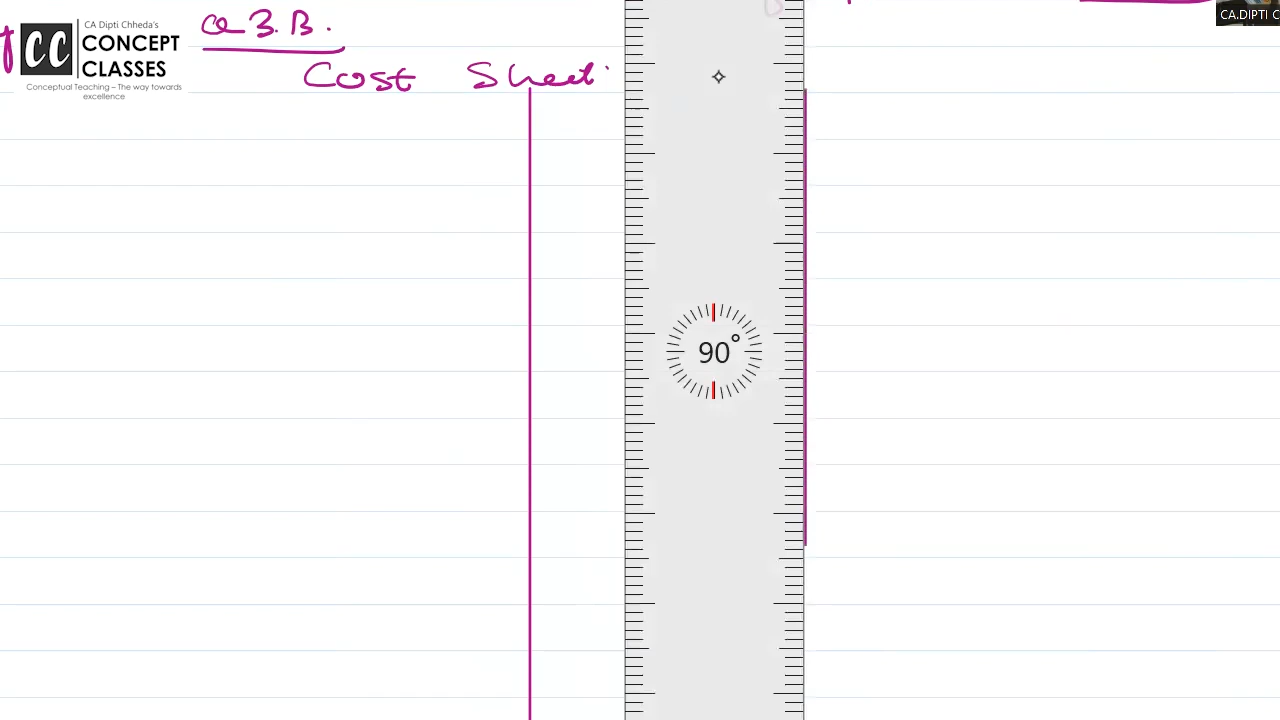 Q 3. B.
CA Dipti Chheda's
CC CONCEPT
CLASSES
Conceptual Teaching – The way towards
excellence
Cost Sheet
90°
CA.DIPTI C